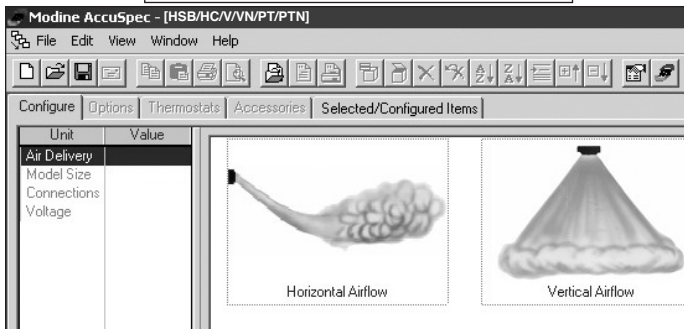 Modine AccuSpec - [HSB/HC/V/VN/PT/PTN]
File Edit View Window Help
Configure Options Thermostats Accessories Selected/Configured Items
Unit Value
Air Delivery
Model Size
Connections
Voltage
Horizontal Airflow Vertical Airflow